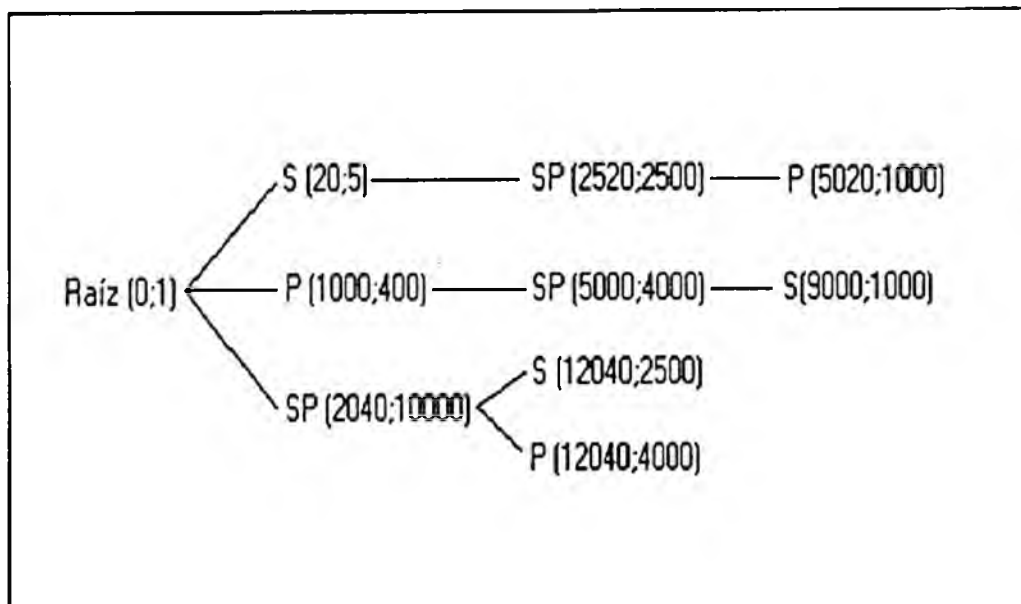 S (20;5) SP (2520;2500) P (5020;1000)
Raíz (0;1) P (1000;400) SP (5000;4000) S(9000;1000)
S (12040;2500)
SP (2040;10000)
P (12040;4000)